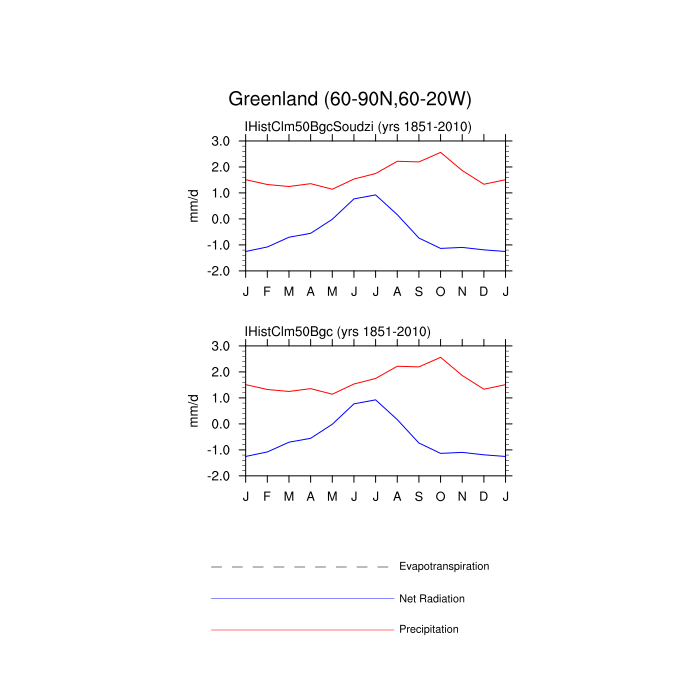 Greenland (60-90N,60-20W)
IHistClm50BgcSoudzi (yrs 1851-2010)
3.0
2.0
1.0
0.0
-1.0
-2.0
mm/d
J F M A M J J A S O N D J
IHistClm50Bgc (yrs 1851-2010)
3.0
2.0
1.0
0.0
-1.0
-2.0
mm/d
J F M A M J J A S O N D J
Evapotranspiration
Net Radiation
Precipitation